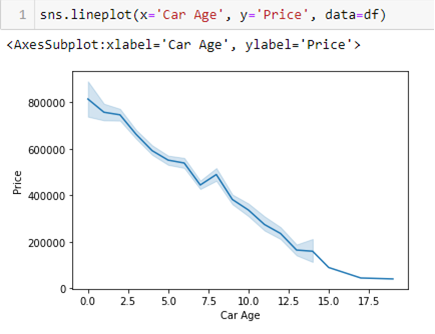 1 sns.lineplot(x='Car Age', y='Price', data=df)
<AxesSubplot:xlabel='Car Age', ylabel='Price'>
800000
600000
400000
200000
0
Price
0.0 2.5 5.0 7.5 10.0 12.5 15.0 17.5
Car Age